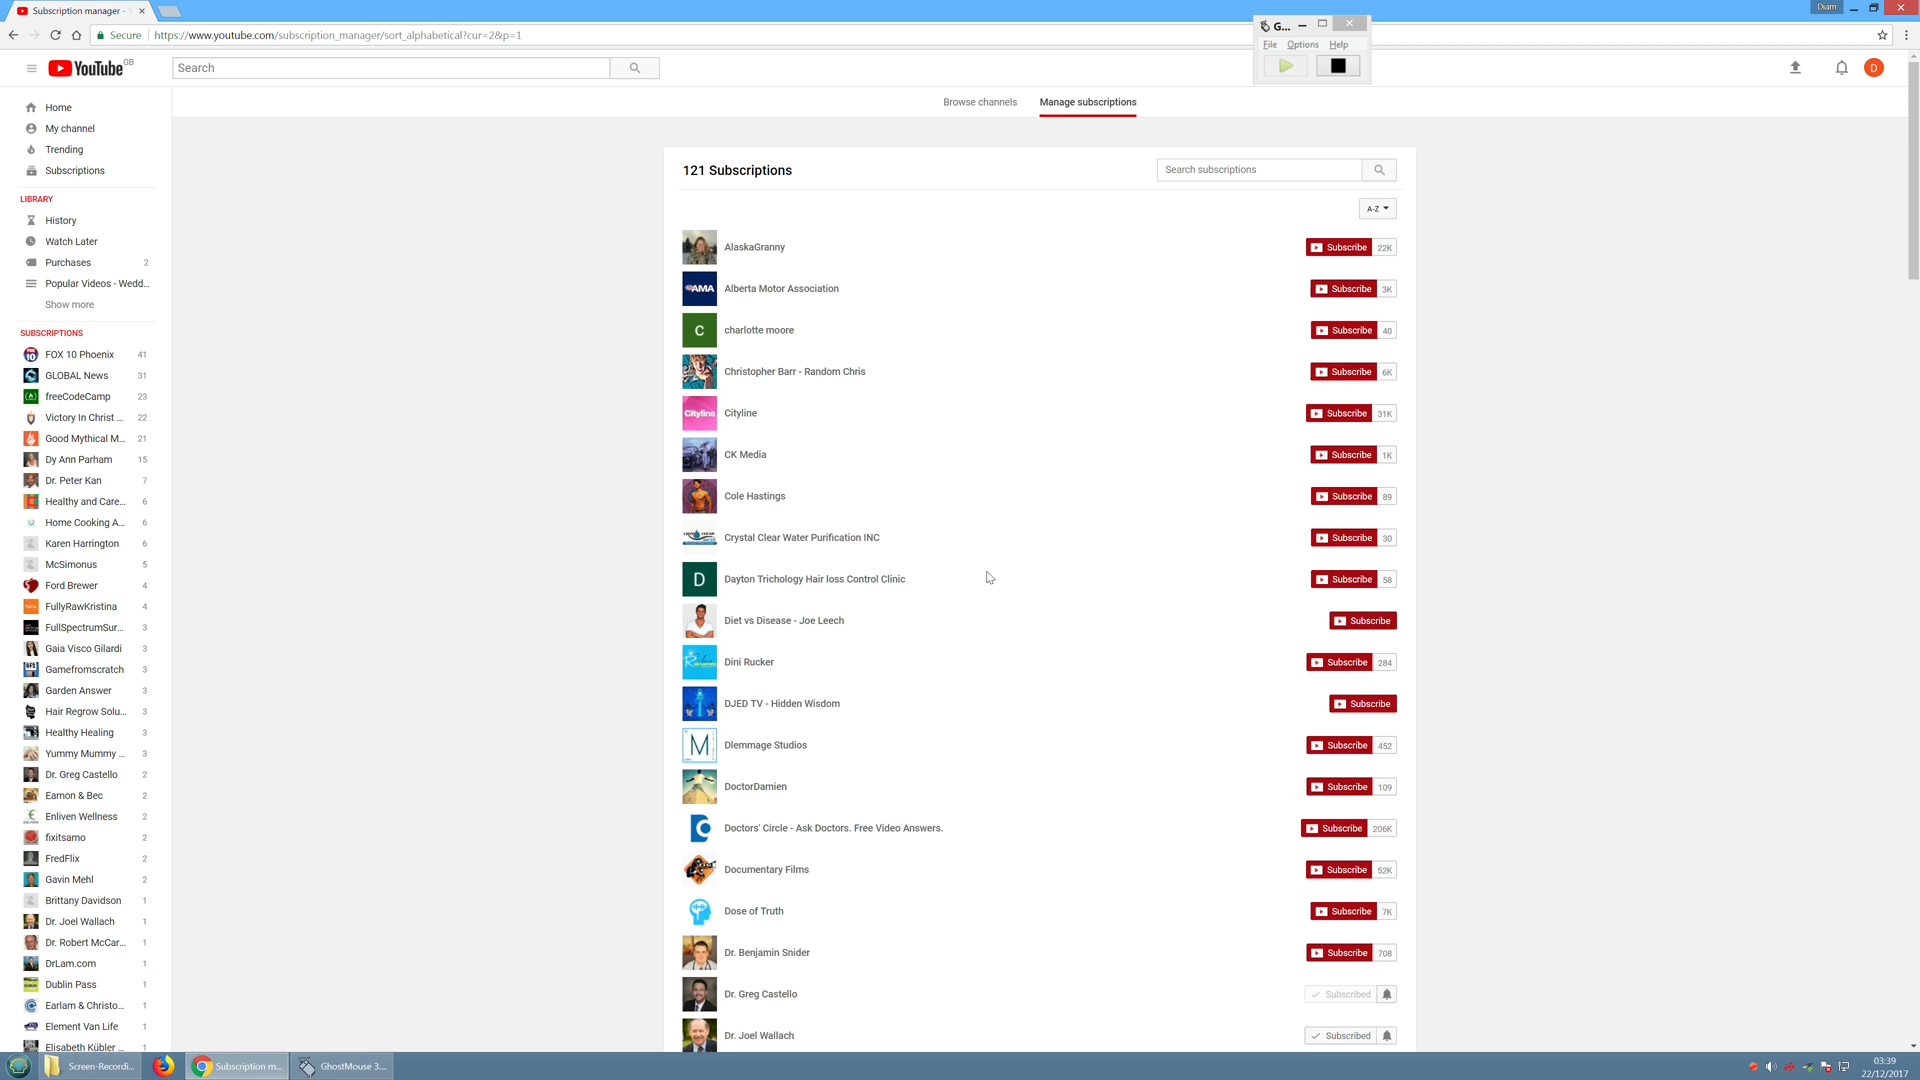 Subscription manager - Y
Diam
Secure
https://www.youtube.com/subscription_manager/sort_alphabetical?cur=2&p=1
G...
File Options Help
YouTube GB
Search
D
Browse channels
Manage subscriptions
Home
My channel
Trending
Subscriptions
LIBRARY
History
Watch Later
Purchases 2
Popular Videos - Wedd...
Show more
SUBSCRIPTIONS
FOX 10 Phoenix 41
GLOBAL News 31
freeCodeCamp 23
Victory In Christ ... 22
Good Mythical M... 21
Dy Ann Parham 15
Dr. Peter Kan 7
Healthy and Care... 6
Home Cooking A... 6
Karen Harrington 6
McSimonus 5
Ford Brewer 4
FullyRawKristina 4
FullSpectrumSur... 3
Gaia Visco Gilardi 3
Gamefromscratch 3
Garden Answer 3
Hair Regrow Solu... 3
Healthy Healing 3
Yummy Mummy ... 3
Dr. Greg Castello 2
Eamon & Bec 2
Enliven Wellness 2
fixitsamo 2
FredFlix 2
Gavin Mehl 2
Brittany Davidson 1
Dr. Joel Wallach 1
Dr. Robert McCar... 1
DrLam.com 1
Dublin Pass 1
Earlam & Christo... 1
Element Van Life 1
Elisabeth Kübler ... 1
121 Subscriptions
Search subscriptions
A-Z
AlaskaGranny Subscribe 22K
AMA Alberta Motor Association Subscribe 3K
C charlotte moore Subscribe 40
Christopher Barr - Random Chris Subscribe 6K
Cityline Cityline Subscribe 31K
CK Media Subscribe 1K
Cole Hastings Subscribe 89
Crystal Clear Water Purification INC Subscribe 30
D Dayton Trichology Hair loss Control Clinic Subscribe 58
Diet vs Disease - Joe Leech Subscribe
Dini Rucker Subscribe 284
DJED TV - Hidden Wisdom Subscribe
M Dlemmage Studios Subscribe 452
DoctorDamien Subscribe 109
Doctors' Circle - Ask Doctors. Free Video Answers. Subscribe 206K
Documentary Films Subscribe 52K
Dose of Truth Subscribe 7K
Dr. Benjamin Snider Subscribe 708
Dr. Greg Castello Subscribed
Dr. Joel Wallach Subscribed
Screen-Recordi...
Subscription m...
GhostMouse 3....
03:39
22/12/2017